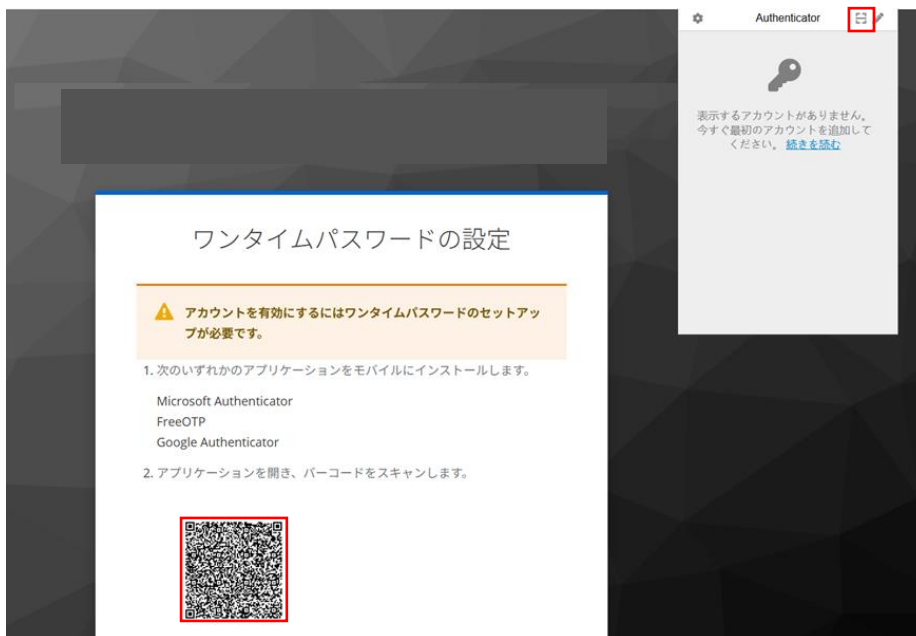 Authenticator
表示するアカウントがありません。
今すぐ最初のアカウントを追加して
ください。 続きを読む
ワンタイムパスワードの設定
アカウントを有効にするにはワンタイムパスワードのセットアッ
プが必要です。
1. 次のいずれかのアプリケーションをモバイルにインストールします。
Microsoft Authenticator
FreeOTP
Google Authenticator
2. アプリケーションを開き、バーコードをスキャンします。